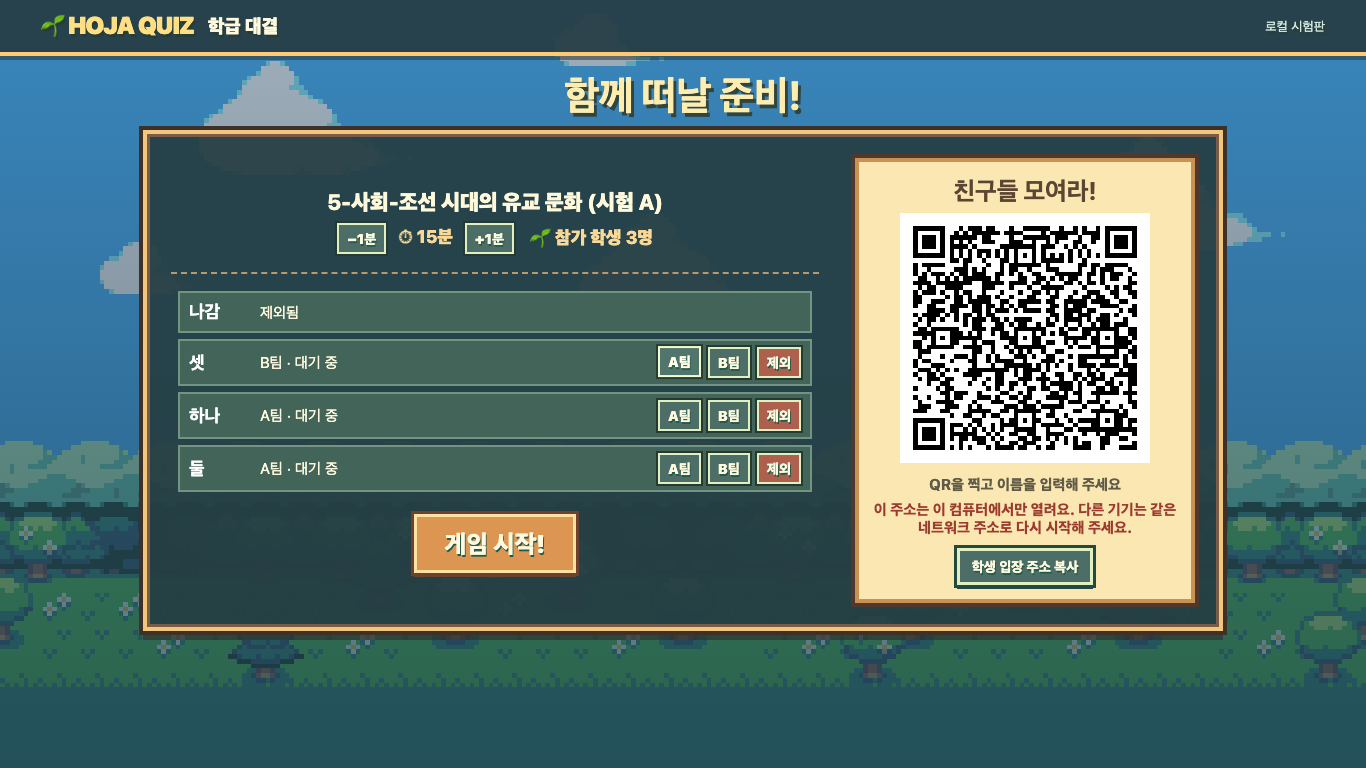 HOJA QUIZ 학급 대결
로컬 시험판
함께 떠날 준비!
5-사회-조선 시대의 유교 문화 (시험 A)
−1분 15분 +1분 참가 학생 3명
나감 제외됨
셋 B팀 · 대기 중 A팀 B팀 제외
하나 A팀 · 대기 중 A팀 B팀 제외
둘 A팀 · 대기 중 A팀 B팀 제외
게임 시작!
친구들 모여라!
QR을 찍고 이름을 입력해 주세요
이 주소는 이 컴퓨터에서만 열려요. 다른 기기는 같은
네트워크 주소로 다시 시작해 주세요.
학생 입장 주소 복사